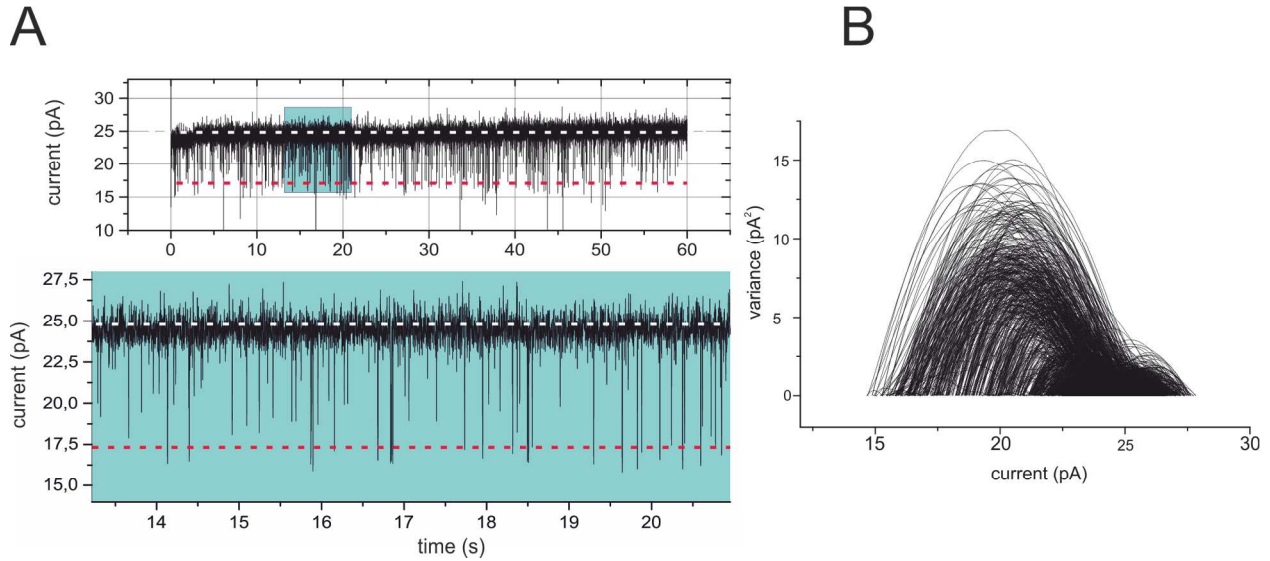 A
current (pA)
30
25
20
15
10
0 10 20 30 40 50 60
current (pA)
27,5
25,0
22,5
20,0
17,5
15,0
14 15 16 17 18 19 20
time (s)
B
variance (pA²)
15
10
5
0
15 20 25 30
current (pA)